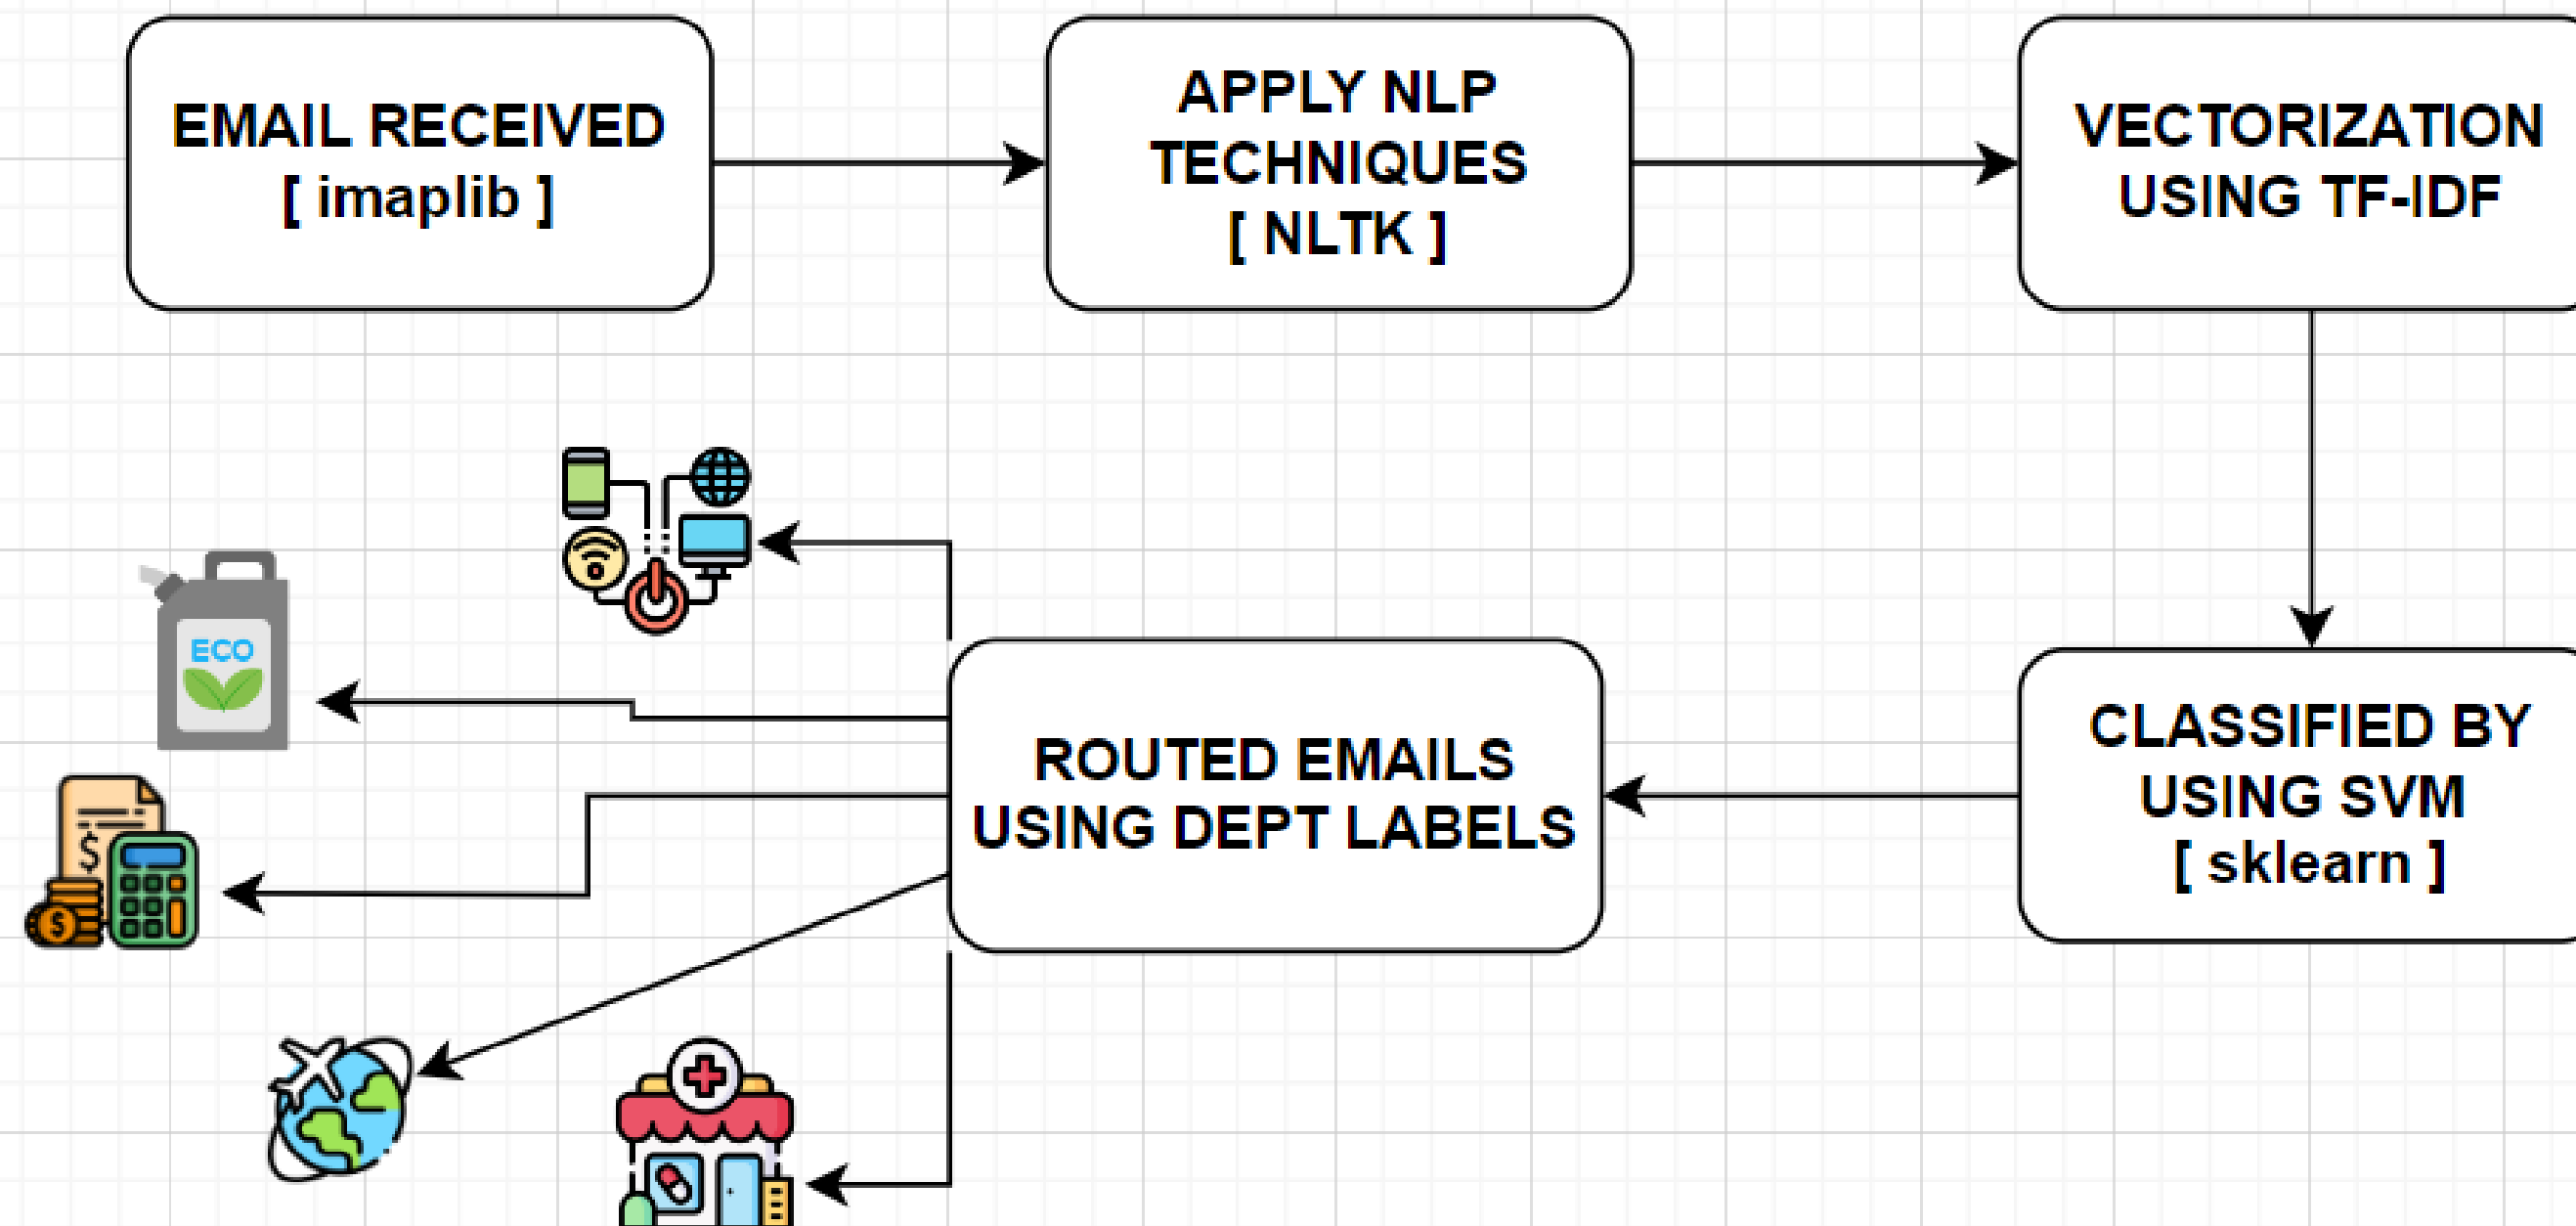 EMAIL RECEIVED
[ imaplib ]
APPLY NLP
TECHNIQUES
[ NLTK ]
VECTORIZATION
USING TF-IDF
ECO
ROUTED EMAILS
USING DEPT LABELS
CLASSIFIED BY
USING SVM
[ sklearn ]
$
$